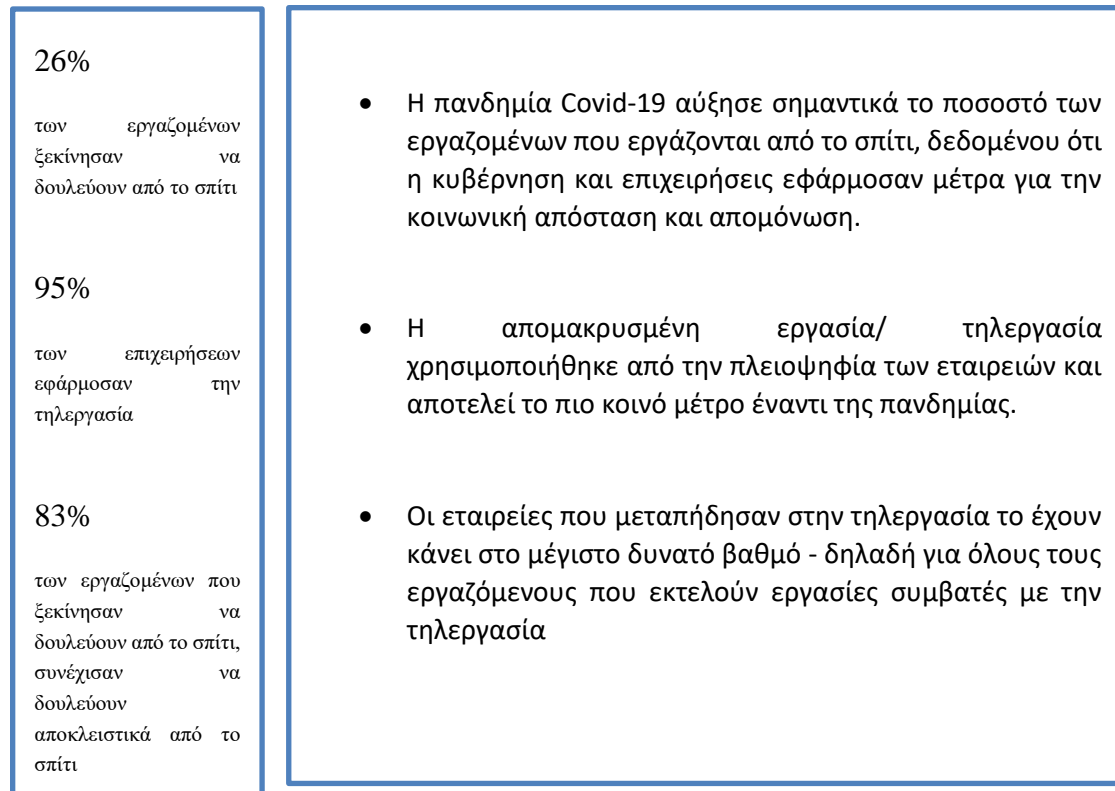 26%
των εργαζομένων
ξεκίνησαν να
δουλεύουν από το σπίτι
95%
των επιχειρήσεων
εφάρμοσαν την
τηλεργασία
83%
των εργαζομένων που
ξεκίνησαν να
δουλεύουν από το σπίτι,
συνέχισαν να
δουλεύουν
αποκλειστικά από το
σπίτι
• Η πανδημία Covid-19 αύξησε σημαντικά το ποσοστό των
εργαζομένων που εργάζονται από το σπίτι, δεδομένου ότι
η κυβέρνηση και επιχειρήσεις εφάρμοσαν μέτρα για την
κοινωνική απόσταση και απομόνωση.
• Η απομακρυσμένη εργασία/ τηλεργασία
χρησιμοποιήθηκε από την πλειοψηφία των εταιρειών και
αποτελεί το πιο κοινό μέτρο έναντι της πανδημίας.
• Οι εταιρείες που μεταπήδησαν στην τηλεργασία το έχουν
κάνει στο μέγιστο δυνατό βαθμό - δηλαδή για όλους τους
εργαζόμενους που εκτελούν εργασίες συμβατές με την
τηλεργασία